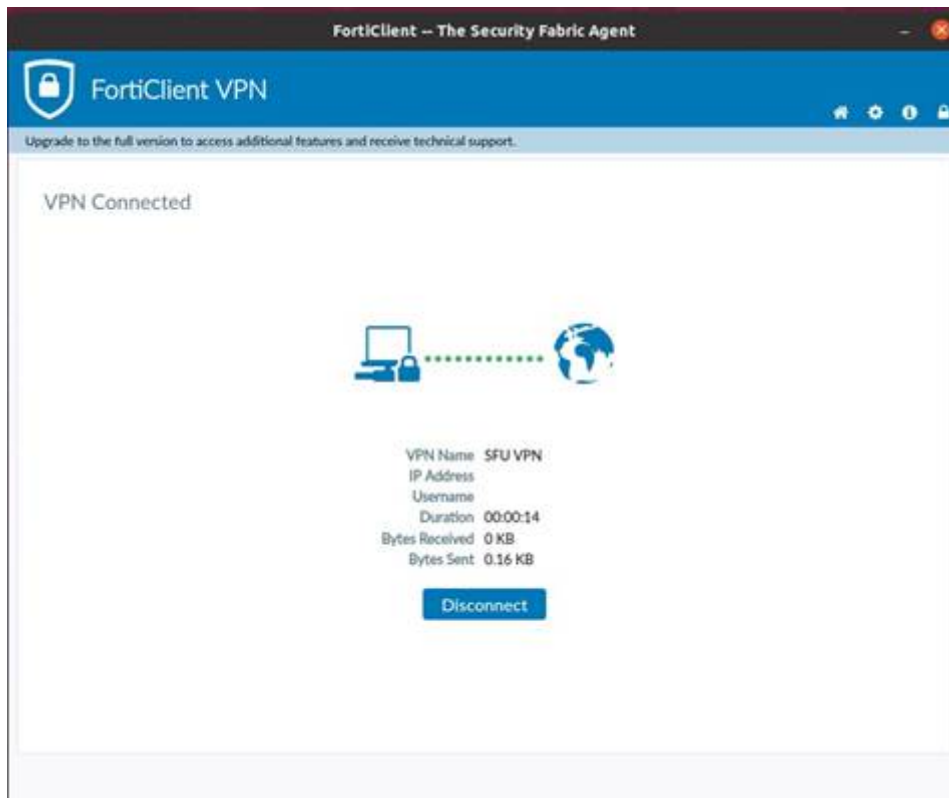 FortiClient -- The Security Fabric Agent
FortiClient VPN
Upgrade to the full version to access additional features and receive technical support.
VPN Connected
VPN Name SFU VPN
IP Address
Username
Duration 00:00:14
Bytes Received 0 KB
Bytes Sent 0.16 KB
Disconnect